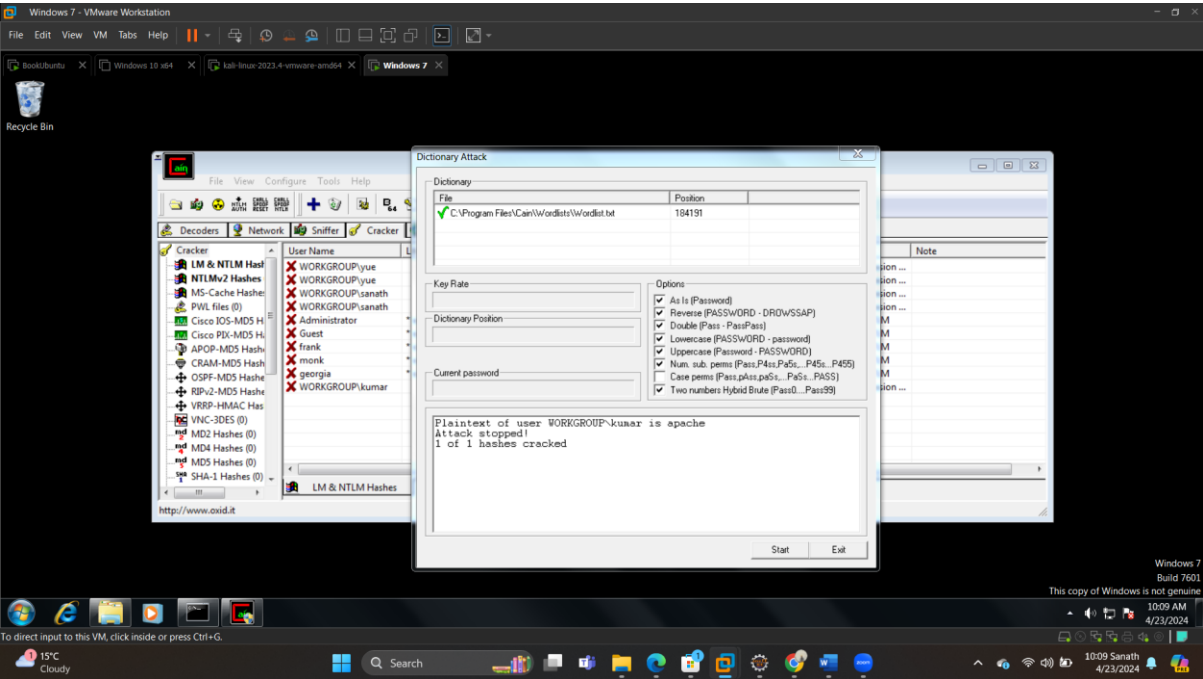 Windows 7 - VMware Workstation
File Edit View VM Tabs Help
BookUbuntu Windows 10 x64 kali-linux-2023.4-vmware-amd64 Windows 7
Recycle Bin
File View Configure Tools Help
Decoders Network Sniffer Cracker
Cracker
LM & NTLM Hash
NTLMv2 Hashes
MS-Cache Hashe
PWL files (0)
Cisco IOS-MD5 H
Cisco PIX-MD5 Ha
APOP-MD5 Hash
CRAM-MD5 Hash
OSPF-MD5 Hashe
RIPv2-MD5 Hashe
VRRP-HMAC Has
VNC-3DES (0)
MD2 Hashes (0)
MD4 Hashes (0)
MD5 Hashes (0)
SHA-1 Hashes (0)
User Name
WORKGROUP\yue
WORKGROUP\yue
WORKGROUP\sanath
WORKGROUP\sanath
Administrator
Guest
frank
monk
georgia
WORKGROUP\kumar
LM & NTLM Hashes
http://www.oxid.it
Note
sion ...
sion ...
sion ...
sion ...
M
M
M
M
M
sion ...
Dictionary Attack
Dictionary
File Position
C:\Program Files\Cain\Wordlists\Wordlist.txt 184191
Key Rate
Dictionary Position
Current password
Options
As Is (Password)
Reverse (PASSWORD - DROWSSAP)
Double (Pass - PassPass)
Lowercase (PASSWORD - password)
Uppercase (Password - PASSWORD)
Num. sub. perms (Pass,P4ss,Pa5s,...P45s...P455)
Case perms (Pass,pAss,paSs,...PaSs...PASS)
Two numbers Hybrid Brute (Pass0....Pass99)
Plaintext of user WORKGROUP\kumar is apache
Attack stopped!
1 of 1 hashes cracked
Start Exit
Windows 7
Build 7601
This copy of Windows is not genuine
10:09 AM
4/23/2024
To direct input to this VM, click inside or press Ctrl+G.
15°C
Cloudy
Search
10:09 Sanath
4/23/2024